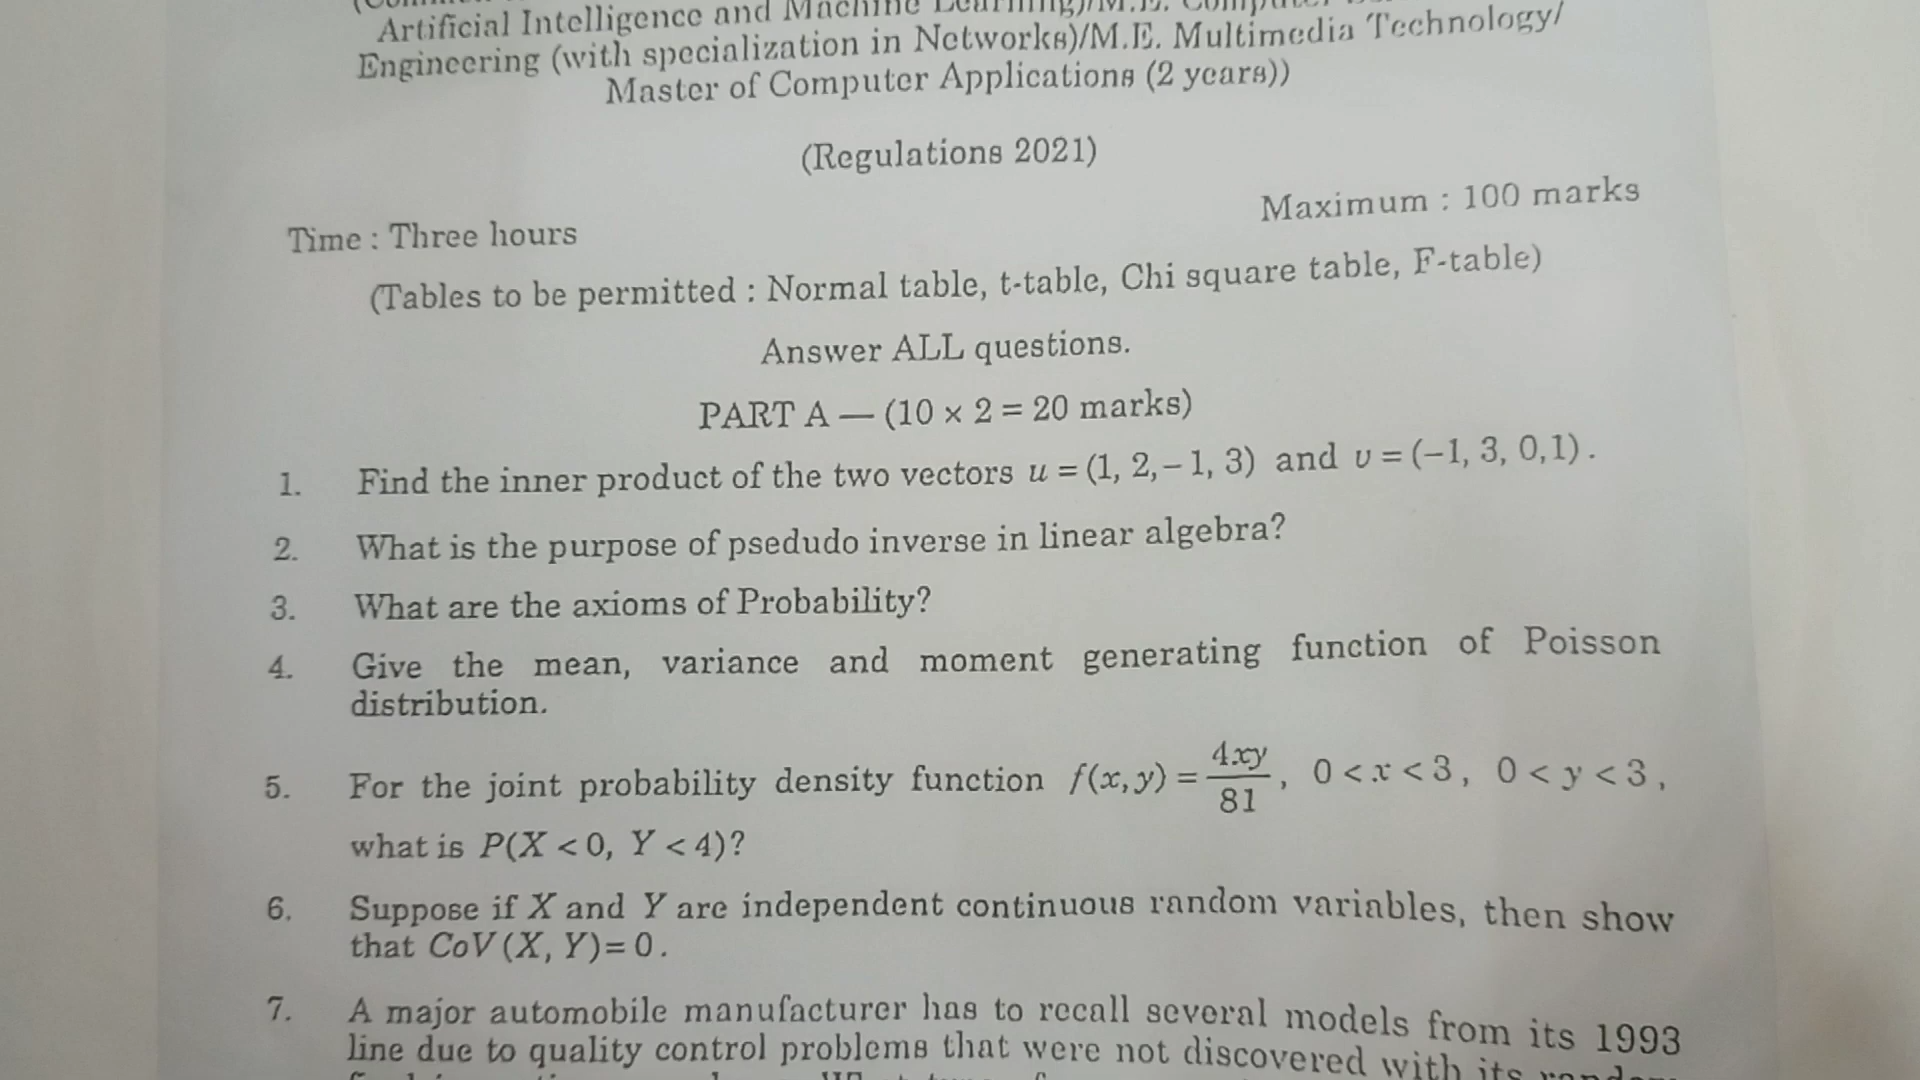 Artificial Intelligence and Machine Learning)/M.E. Computer
Engineering (with specialization in Networks)/M.E. Multimedia Technology/
Master of Computer Applications (2 years))
(Regulations 2021)
Time : Three hours Maximum : 100 marks
(Tables to be permitted : Normal table, t-table, Chi square table, F-table)
Answer ALL questions.
PART A — (10 × 2 = 20 marks)
1. Find the inner product of the two vectors u = (1, 2, – 1, 3) and v = (–1, 3, 0,1).
2. What is the purpose of psedudo inverse in linear algebra?
3. What are the axioms of Probability?
4. Give the mean, variance and moment generating function of Poisson
distribution.
5. For the joint probability density function f(x,y) = 4xy/81, 0 < x < 3, 0 < y < 3,
what is P(X < 0, Y < 4)?
6. Suppose if X and Y are independent continuous random variables, then show
that CoV (X, Y)= 0.
7. A major automobile manufacturer has to recall several models from its 1993
line due to quality control problems that were not discovered with its random